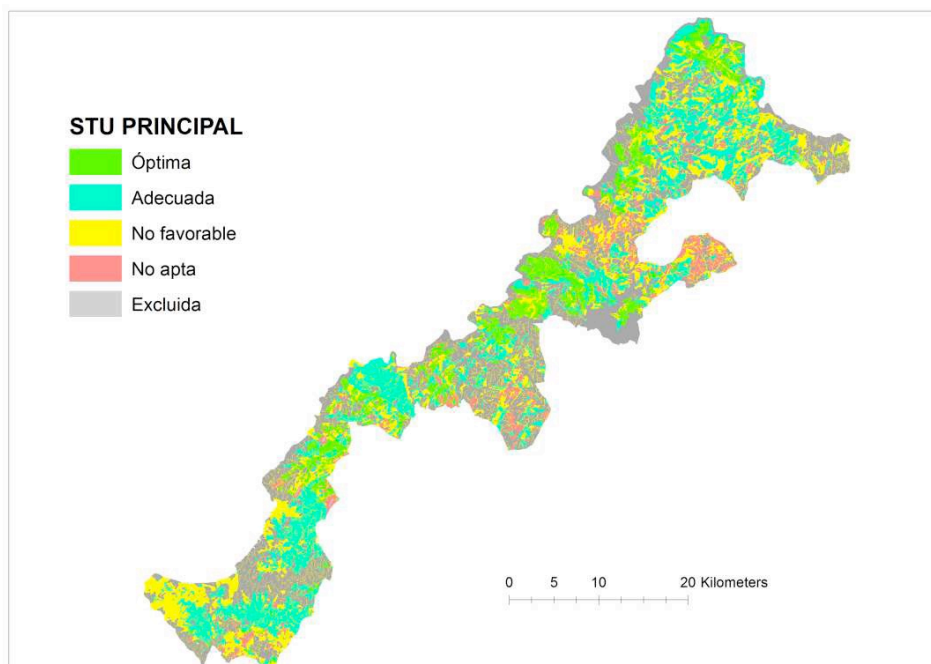 STU PRINCIPAL
Óptima
Adecuada
No favorable
No apta
Excluida
0 5 10 20 Kilometers